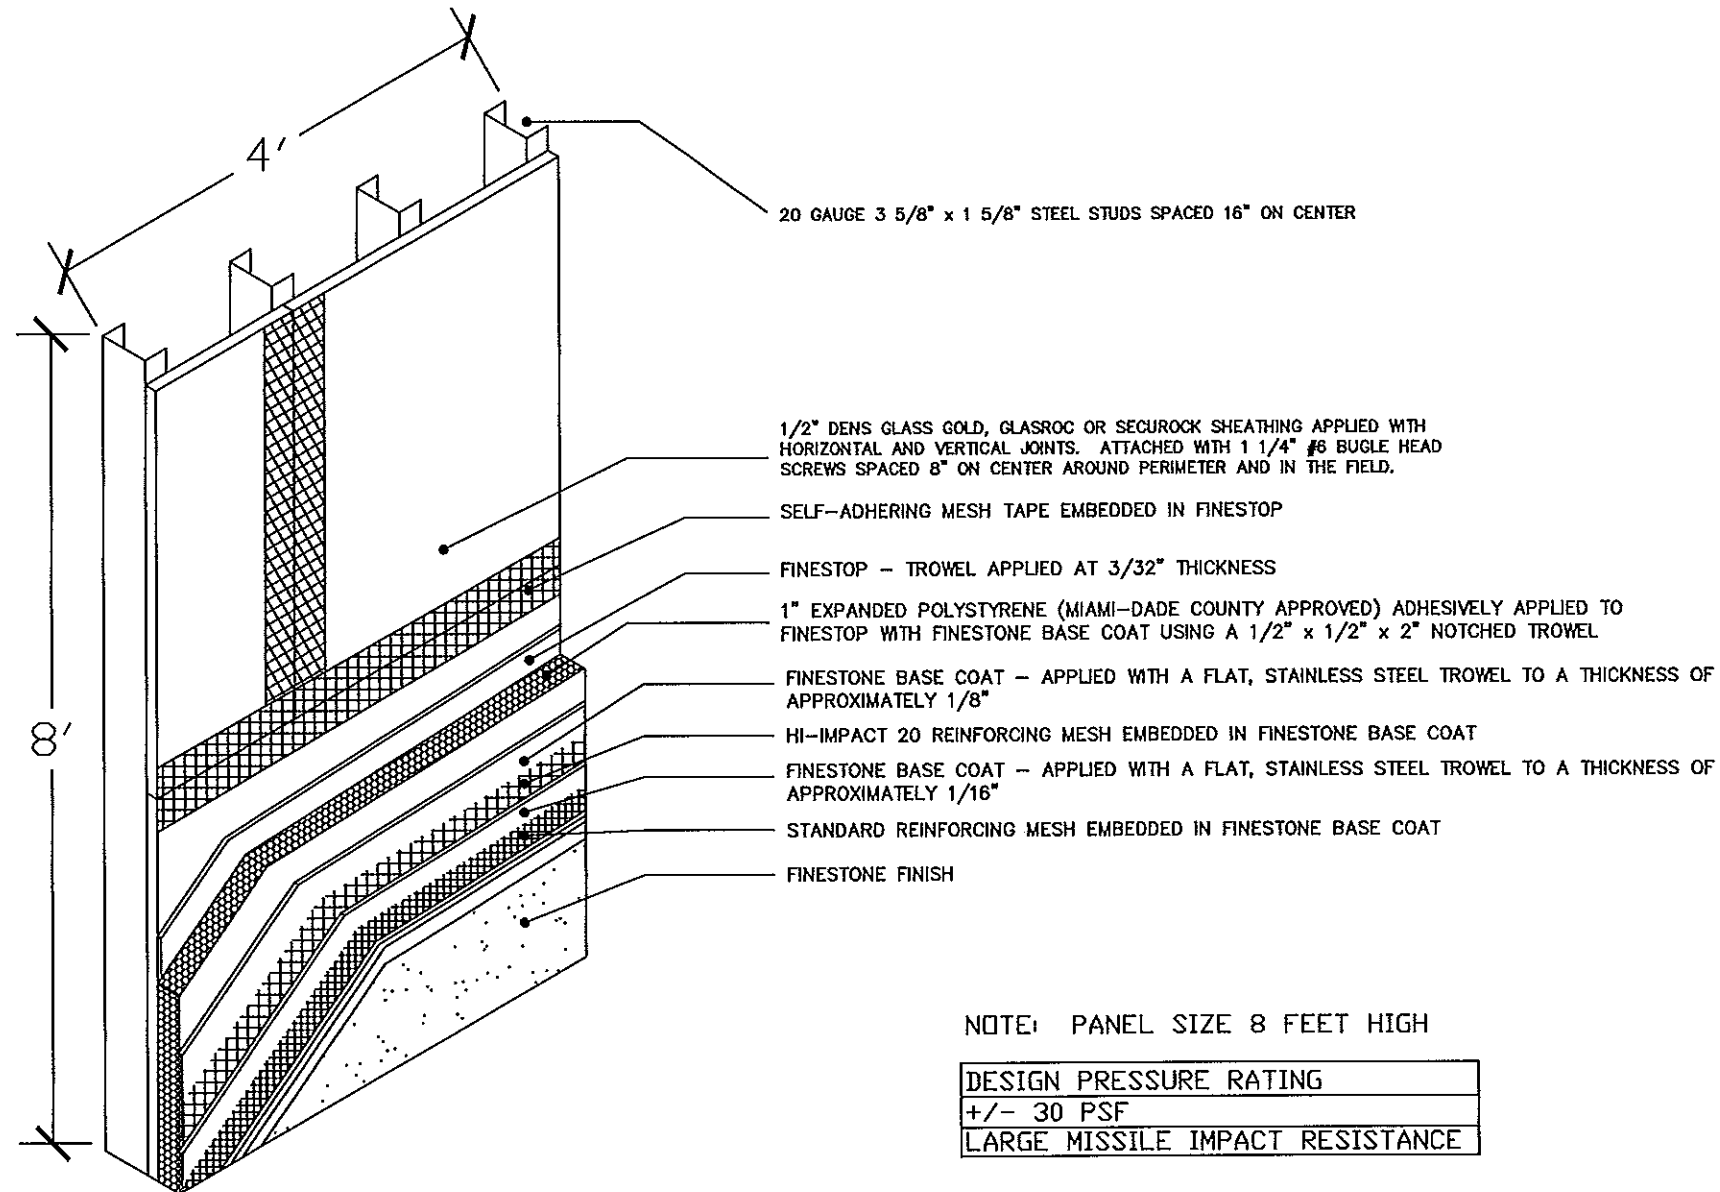 4'
20 GAUGE 3 5/8" x 1 5/8" STEEL STUDS SPACED 16" ON CENTER
1/2" DENS GLASS GOLD, GLASROC OR SECUROCK SHEATHING APPLIED WITH
HORIZONTAL AND VERTICAL JOINTS. ATTACHED WITH 1 1/4" #6 BUGLE HEAD
SCREWS SPACED 8" ON CENTER AROUND PERIMETER AND IN THE FIELD.
SELF-ADHERING MESH TAPE EMBEDDED IN FINESTOP
FINESTOP - TROWEL APPLIED AT 3/32" THICKNESS
1" EXPANDED POLYSTYRENE (MIAMI-DADE COUNTY APPROVED) ADHESIVELY APPLIED TO
FINESTOP WITH FINESTONE BASE COAT USING A 1/2" x 1/2" x 2" NOTCHED TROWEL
FINESTONE BASE COAT - APPLIED WITH A FLAT, STAINLESS STEEL TROWEL TO A THICKNESS OF
APPROXIMATELY 1/8"
8'
HI-IMPACT 20 REINFORCING MESH EMBEDDED IN FINESTONE BASE COAT
FINESTONE BASE COAT - APPLIED WITH A FLAT, STAINLESS STEEL TROWEL TO A THICKNESS OF
APPROXIMATELY 1/16"
STANDARD REINFORCING MESH EMBEDDED IN FINESTONE BASE COAT
FINESTONE FINISH
NOTE: PANEL SIZE 8 FEET HIGH
DESIGN PRESSURE RATING
+/- 30 PSF
LARGE MISSILE IMPACT RESISTANCE